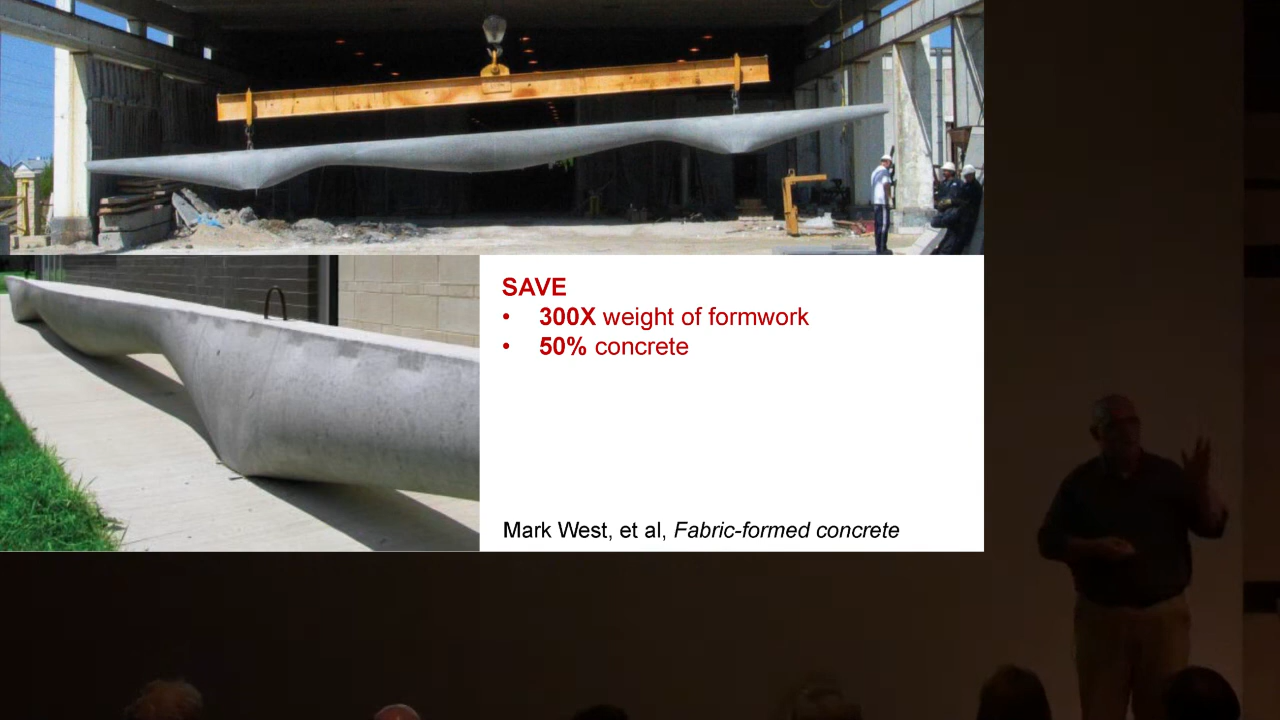 SAVE
• 300X weight of formwork
• 50% concrete
Mark West, et al, Fabric-formed concrete